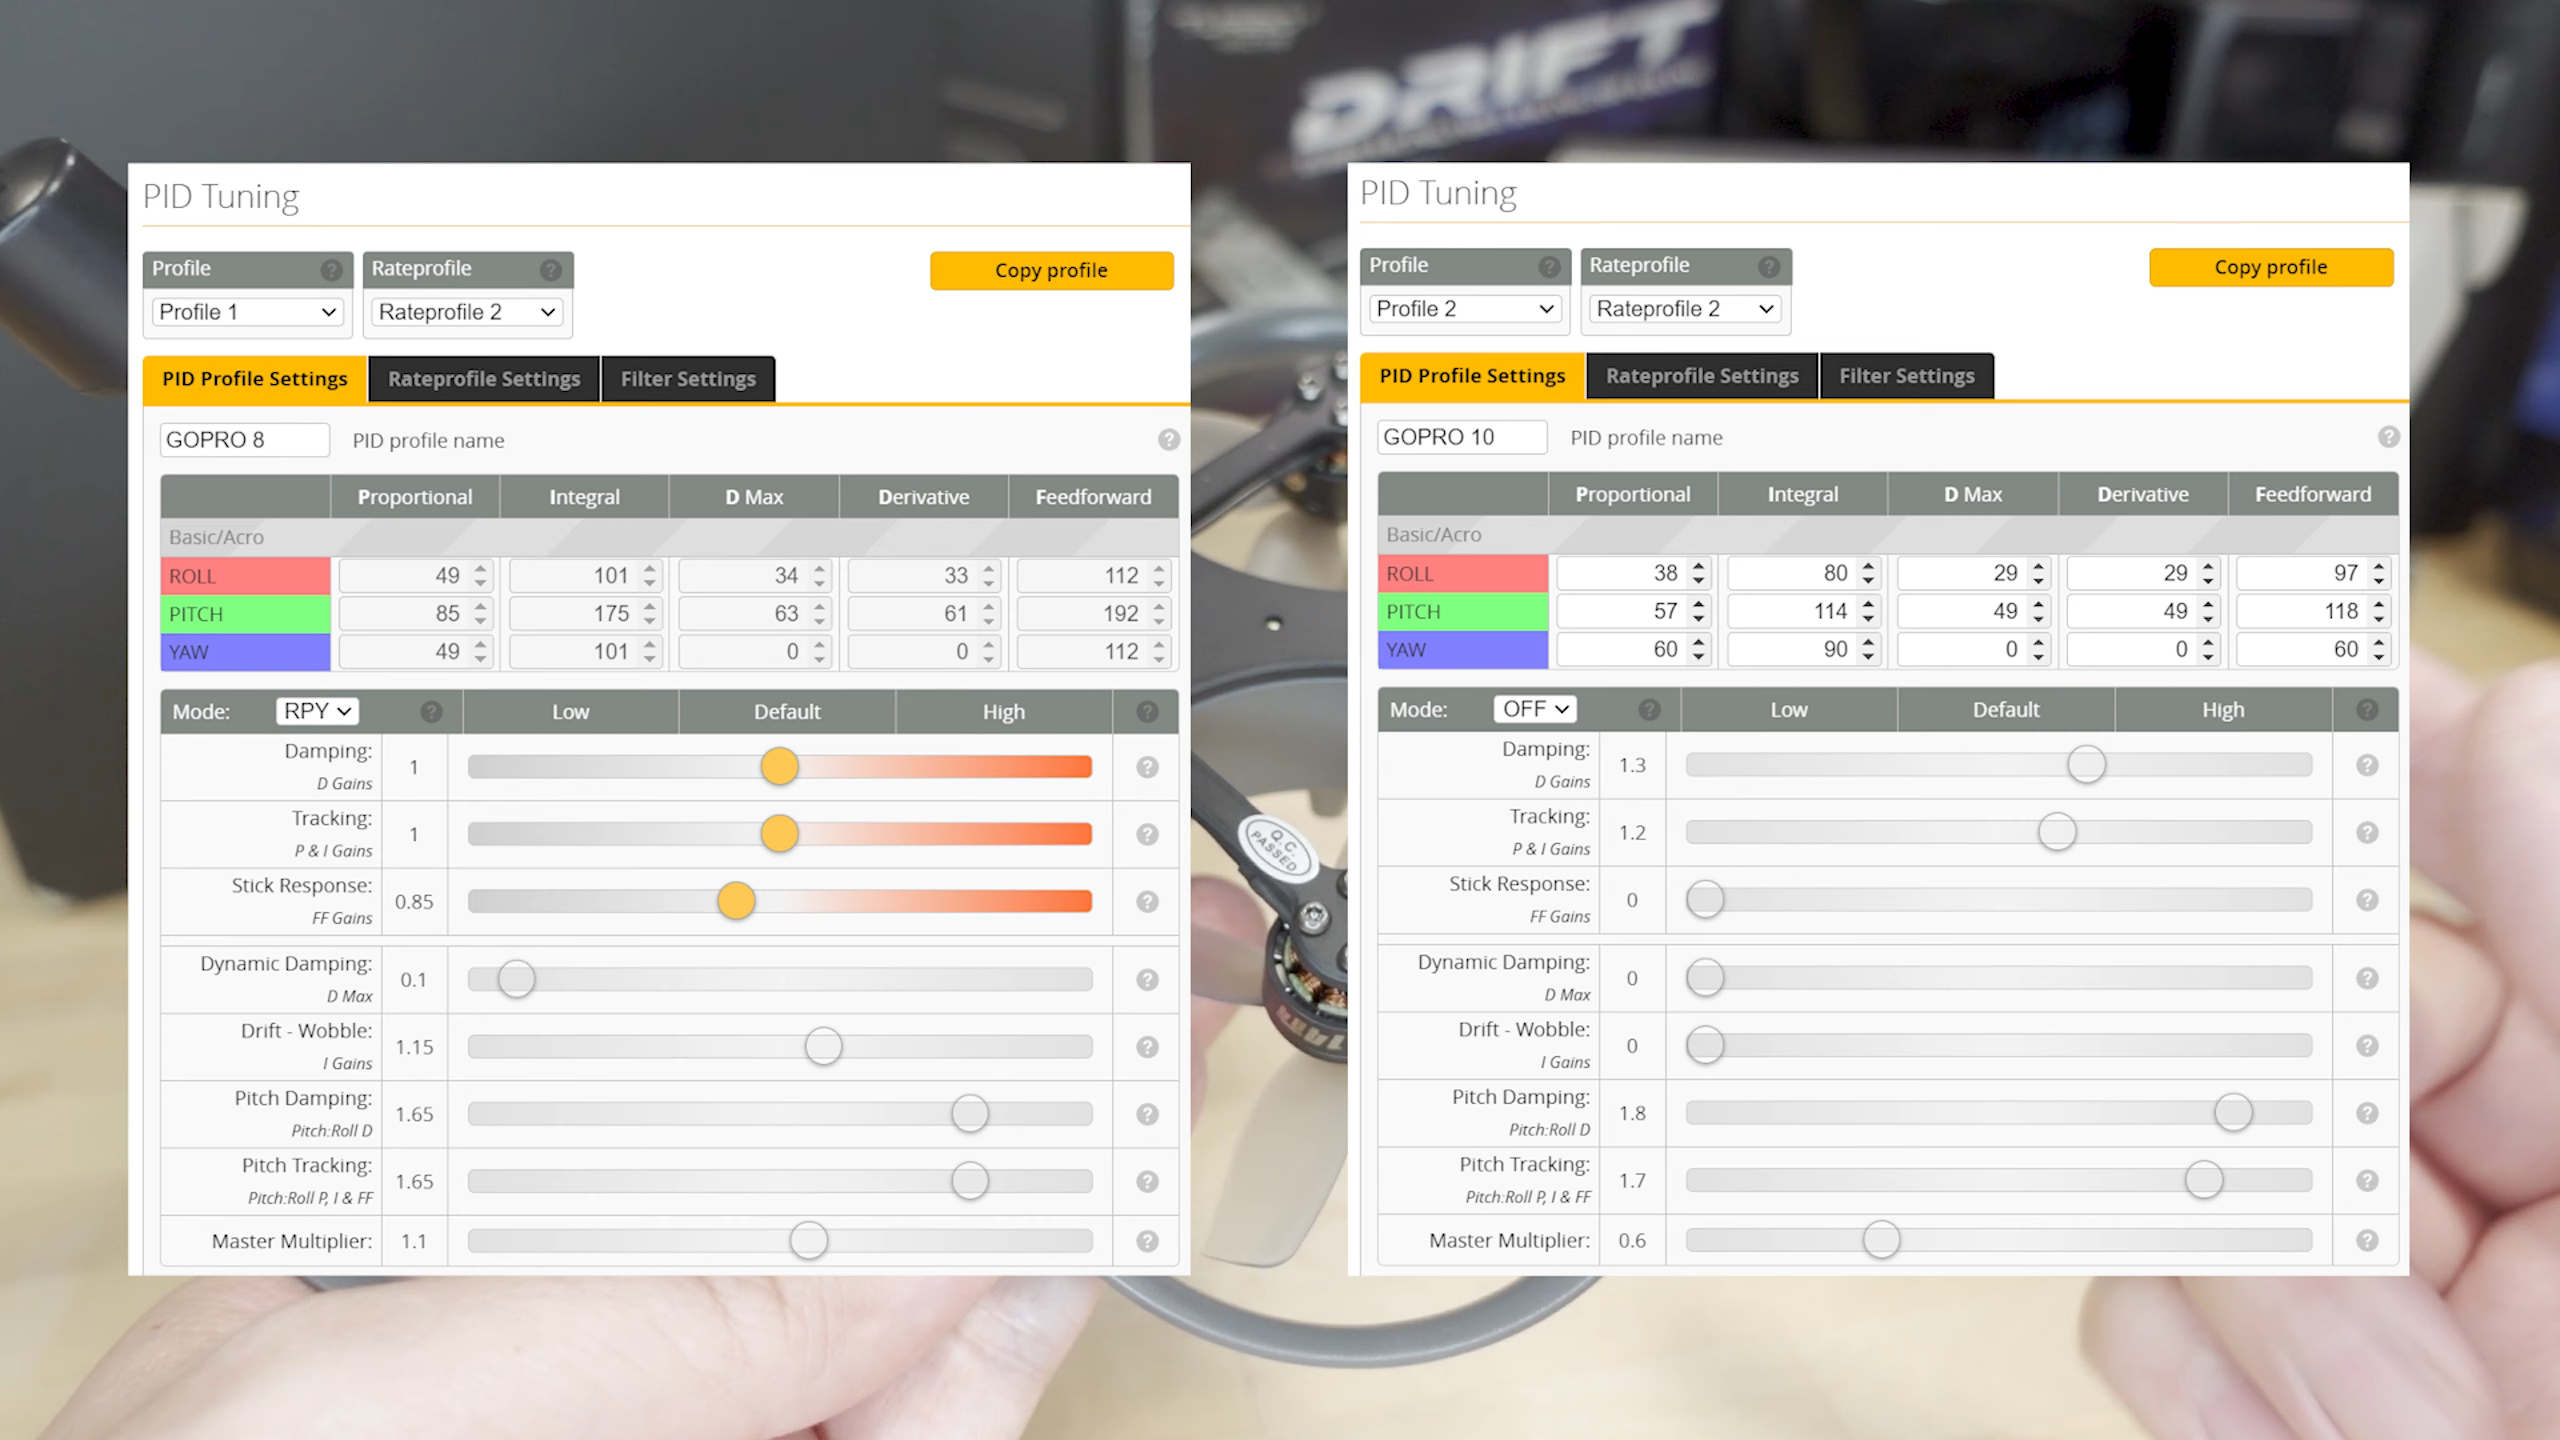 DRIFT
PID Tuning
Profile
Rateprofile
Copy profile
Profile 1
Rateprofile 2
PID Profile Settings
Rateprofile Settings
Filter Settings
GOPRO 8
PID profile name
Proportional Integral D Max Derivative Feedforward
Basic/Acro
ROLL 49 101 34 33 112
PITCH 85 175 63 61 192
YAW 49 101 0 0 112
Mode: RPY Low Default High
Damping:
D Gains
1
Tracking:
P & I Gains
1
Stick Response:
FF Gains
0.85
Dynamic Damping:
D Max
0.1
Drift - Wobble:
I Gains
1.15
Pitch Damping:
Pitch:Roll D
1.65
Pitch Tracking:
Pitch:Roll P, I & FF
1.65
Master Multiplier: 1.1
Q.C.
PASSED
PID Tuning
Profile
Rateprofile
Copy profile
Profile 2
Rateprofile 2
PID Profile Settings
Rateprofile Settings
Filter Settings
GOPRO 10
PID profile name
Proportional Integral D Max Derivative Feedforward
Basic/Acro
ROLL 38 80 29 29 97
PITCH 57 114 49 49 118
YAW 60 90 0 0 60
Mode: OFF Low Default High
Damping:
D Gains
1.3
Tracking:
P & I Gains
1.2
Stick Response:
FF Gains
0
Dynamic Damping:
D Max
0
Drift - Wobble:
I Gains
0
Pitch Damping:
Pitch:Roll D
1.8
Pitch Tracking:
Pitch:Roll P, I & FF
1.7
Master Multiplier: 0.6